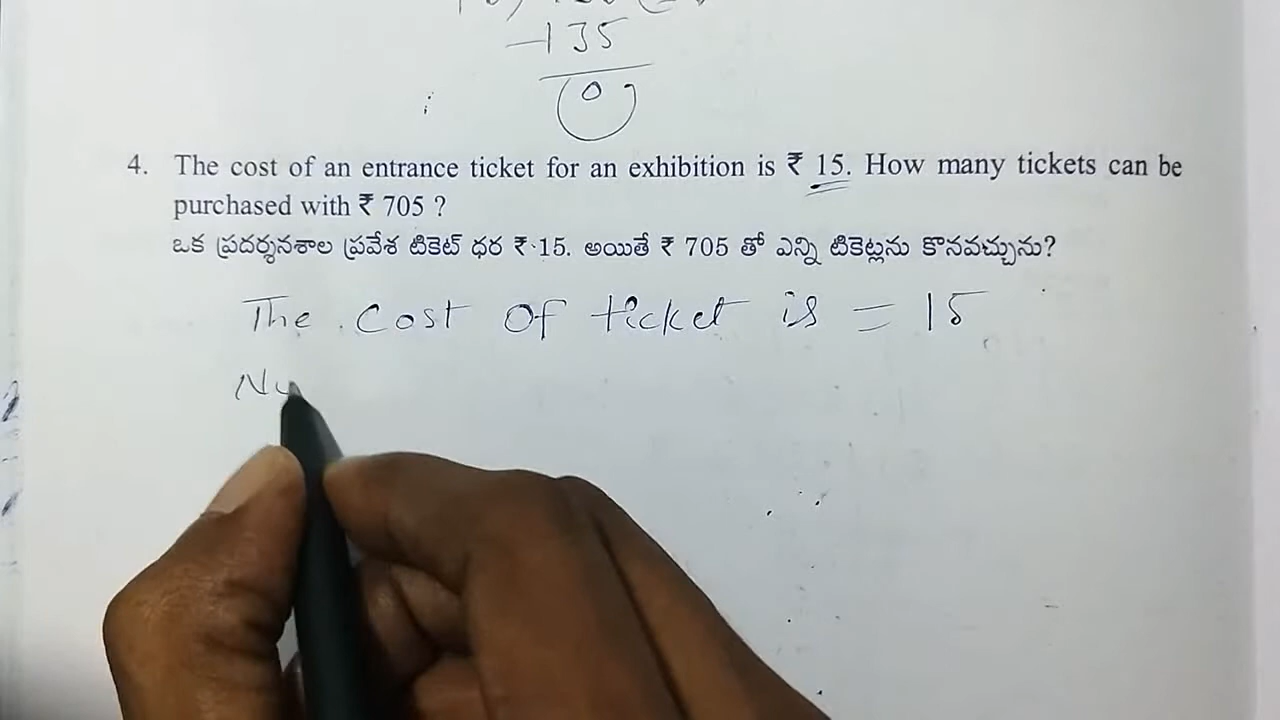 -135
0
4. The cost of an entrance ticket for an exhibition is ₹ 15. How many tickets can be
purchased with ₹ 705 ?
ఒక ప్రదర్శనశాల ప్రవేశ టికెట్ ధర ₹ 15. అయితే ₹ 705 తో ఎన్ని టికెట్లను కొనవచ్చును?
The cost of ticket is = 15
Nu